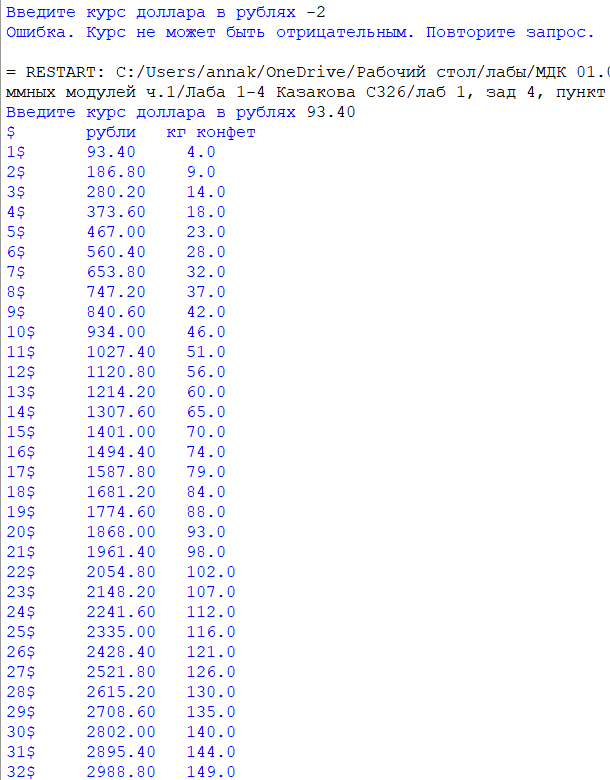 Введите курс доллара в рублях -2
Ошибка. Курс не может быть отрицательным. Повторите запрос.
= RESTART: C:/Users/annak/OneDrive/Рабочий стол/лабы/МДК 01.0
ммных модулей ч.1/Лаба 1-4 Казакова С326/лаб 1, зад 4, пункт
Введите курс доллара в рублях 93.40
$ рубли кг конфет
1$ 93.40 4.0
2$ 186.80 9.0
3$ 280.20 14.0
4$ 373.60 18.0
5$ 467.00 23.0
6$ 560.40 28.0
7$ 653.80 32.0
8$ 747.20 37.0
9$ 840.60 42.0
10$ 934.00 46.0
11$ 1027.40 51.0
12$ 1120.80 56.0
13$ 1214.20 60.0
14$ 1307.60 65.0
15$ 1401.00 70.0
16$ 1494.40 74.0
17$ 1587.80 79.0
18$ 1681.20 84.0
19$ 1774.60 88.0
20$ 1868.00 93.0
21$ 1961.40 98.0
22$ 2054.80 102.0
23$ 2148.20 107.0
24$ 2241.60 112.0
25$ 2335.00 116.0
26$ 2428.40 121.0
27$ 2521.80 126.0
28$ 2615.20 130.0
29$ 2708.60 135.0
30$ 2802.00 140.0
31$ 2895.40 144.0
32$ 2988.80 149.0